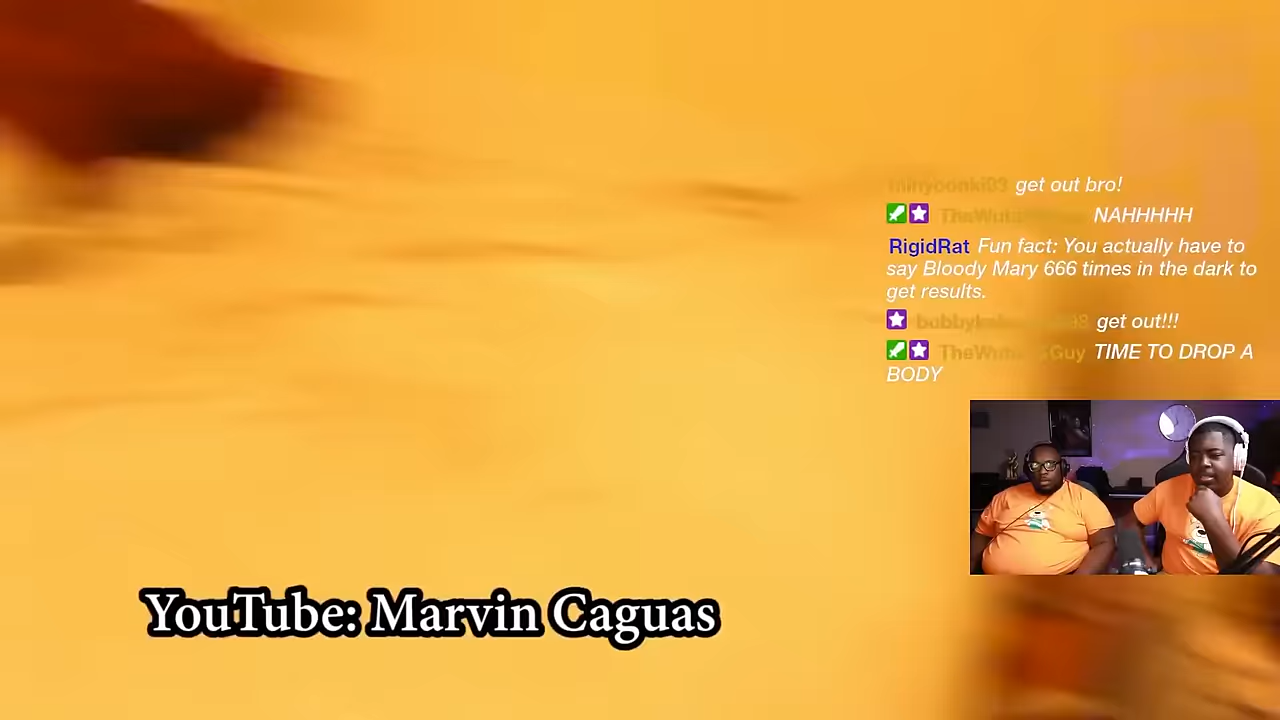 get out bro!
NAHHHHH
RigidRat Fun fact: You actually have to
say Bloody Mary 666 times in the dark to
get results.
get out!!!
TIME TO DROP A
BODY
YouTube: Marvin Caguas